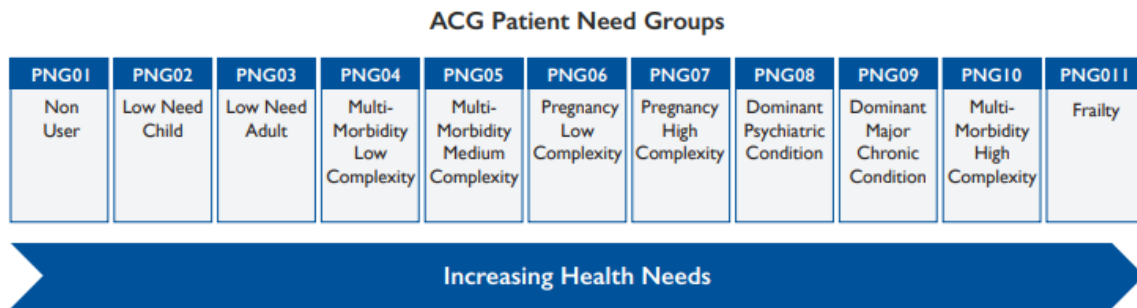 ACG Patient Need Groups
PNG01
Non
User
PNG02
Low Need
Child
PNG03
Low Need
Adult
PNG04
Multi-
Morbidity
Low
Complexity
PNG05
Multi-
Morbidity
Medium
Complexity
PNG06
Pregnancy
Low
Complexity
PNG07
Pregnancy
High
Complexity
PNG08
Dominant
Psychiatric
Condition
PNG09
Dominant
Major
Chronic
Condition
PNG10
Multi-
Morbidity
High
Complexity
PNG011
Frailty
Increasing Health Needs